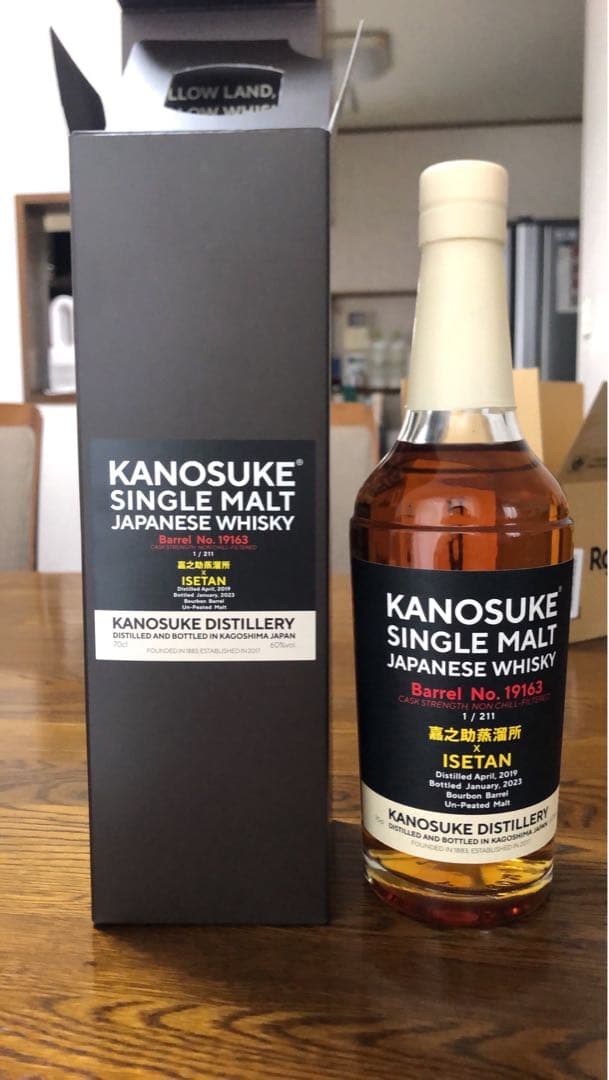 LLOW LAND,
LOW WHIS
KANOSUKE®
SINGLE MALT
JAPANESE WHISKY
Barrel No. 19163
CASK STRENGTH, NON CHILL-FILTERED
1 / 211
嘉之助蒸溜所
x
ISETAN
Distilled April, 2019
Bottled January, 2023
Bourbon Barrel
Un-Peated Malt
KANOSUKE DISTILLERY
DISTILLED AND BOTTLED IN KAGOSHIMA JAPAN
70cl 60%vol.
FOUNDED IN 1883, ESTABLISHED IN 2017
KANOSUKE®
SINGLE MALT
JAPANESE WHISKY
Barrel No. 19163
CASK STRENGTH, NON CHILL-FILTERED
1 / 211
嘉之助蒸溜所
x
ISETAN
Distilled April, 2019
Bottled January, 2023
Bourbon Barrel
Un-Peated Malt
KANOSUKE DISTILLERY
DISTILLED AND BOTTLED IN KAGOSHIMA JAPAN
70cl
FOUNDED IN 1883, ESTABLISHED IN 2017
Ro